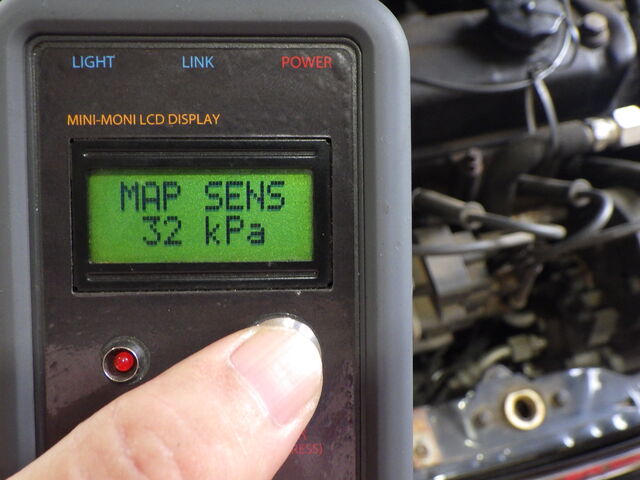 LIGHT LINK POWER
MINI-MONI LCD DISPLAY
MAP SENS
32 kPa